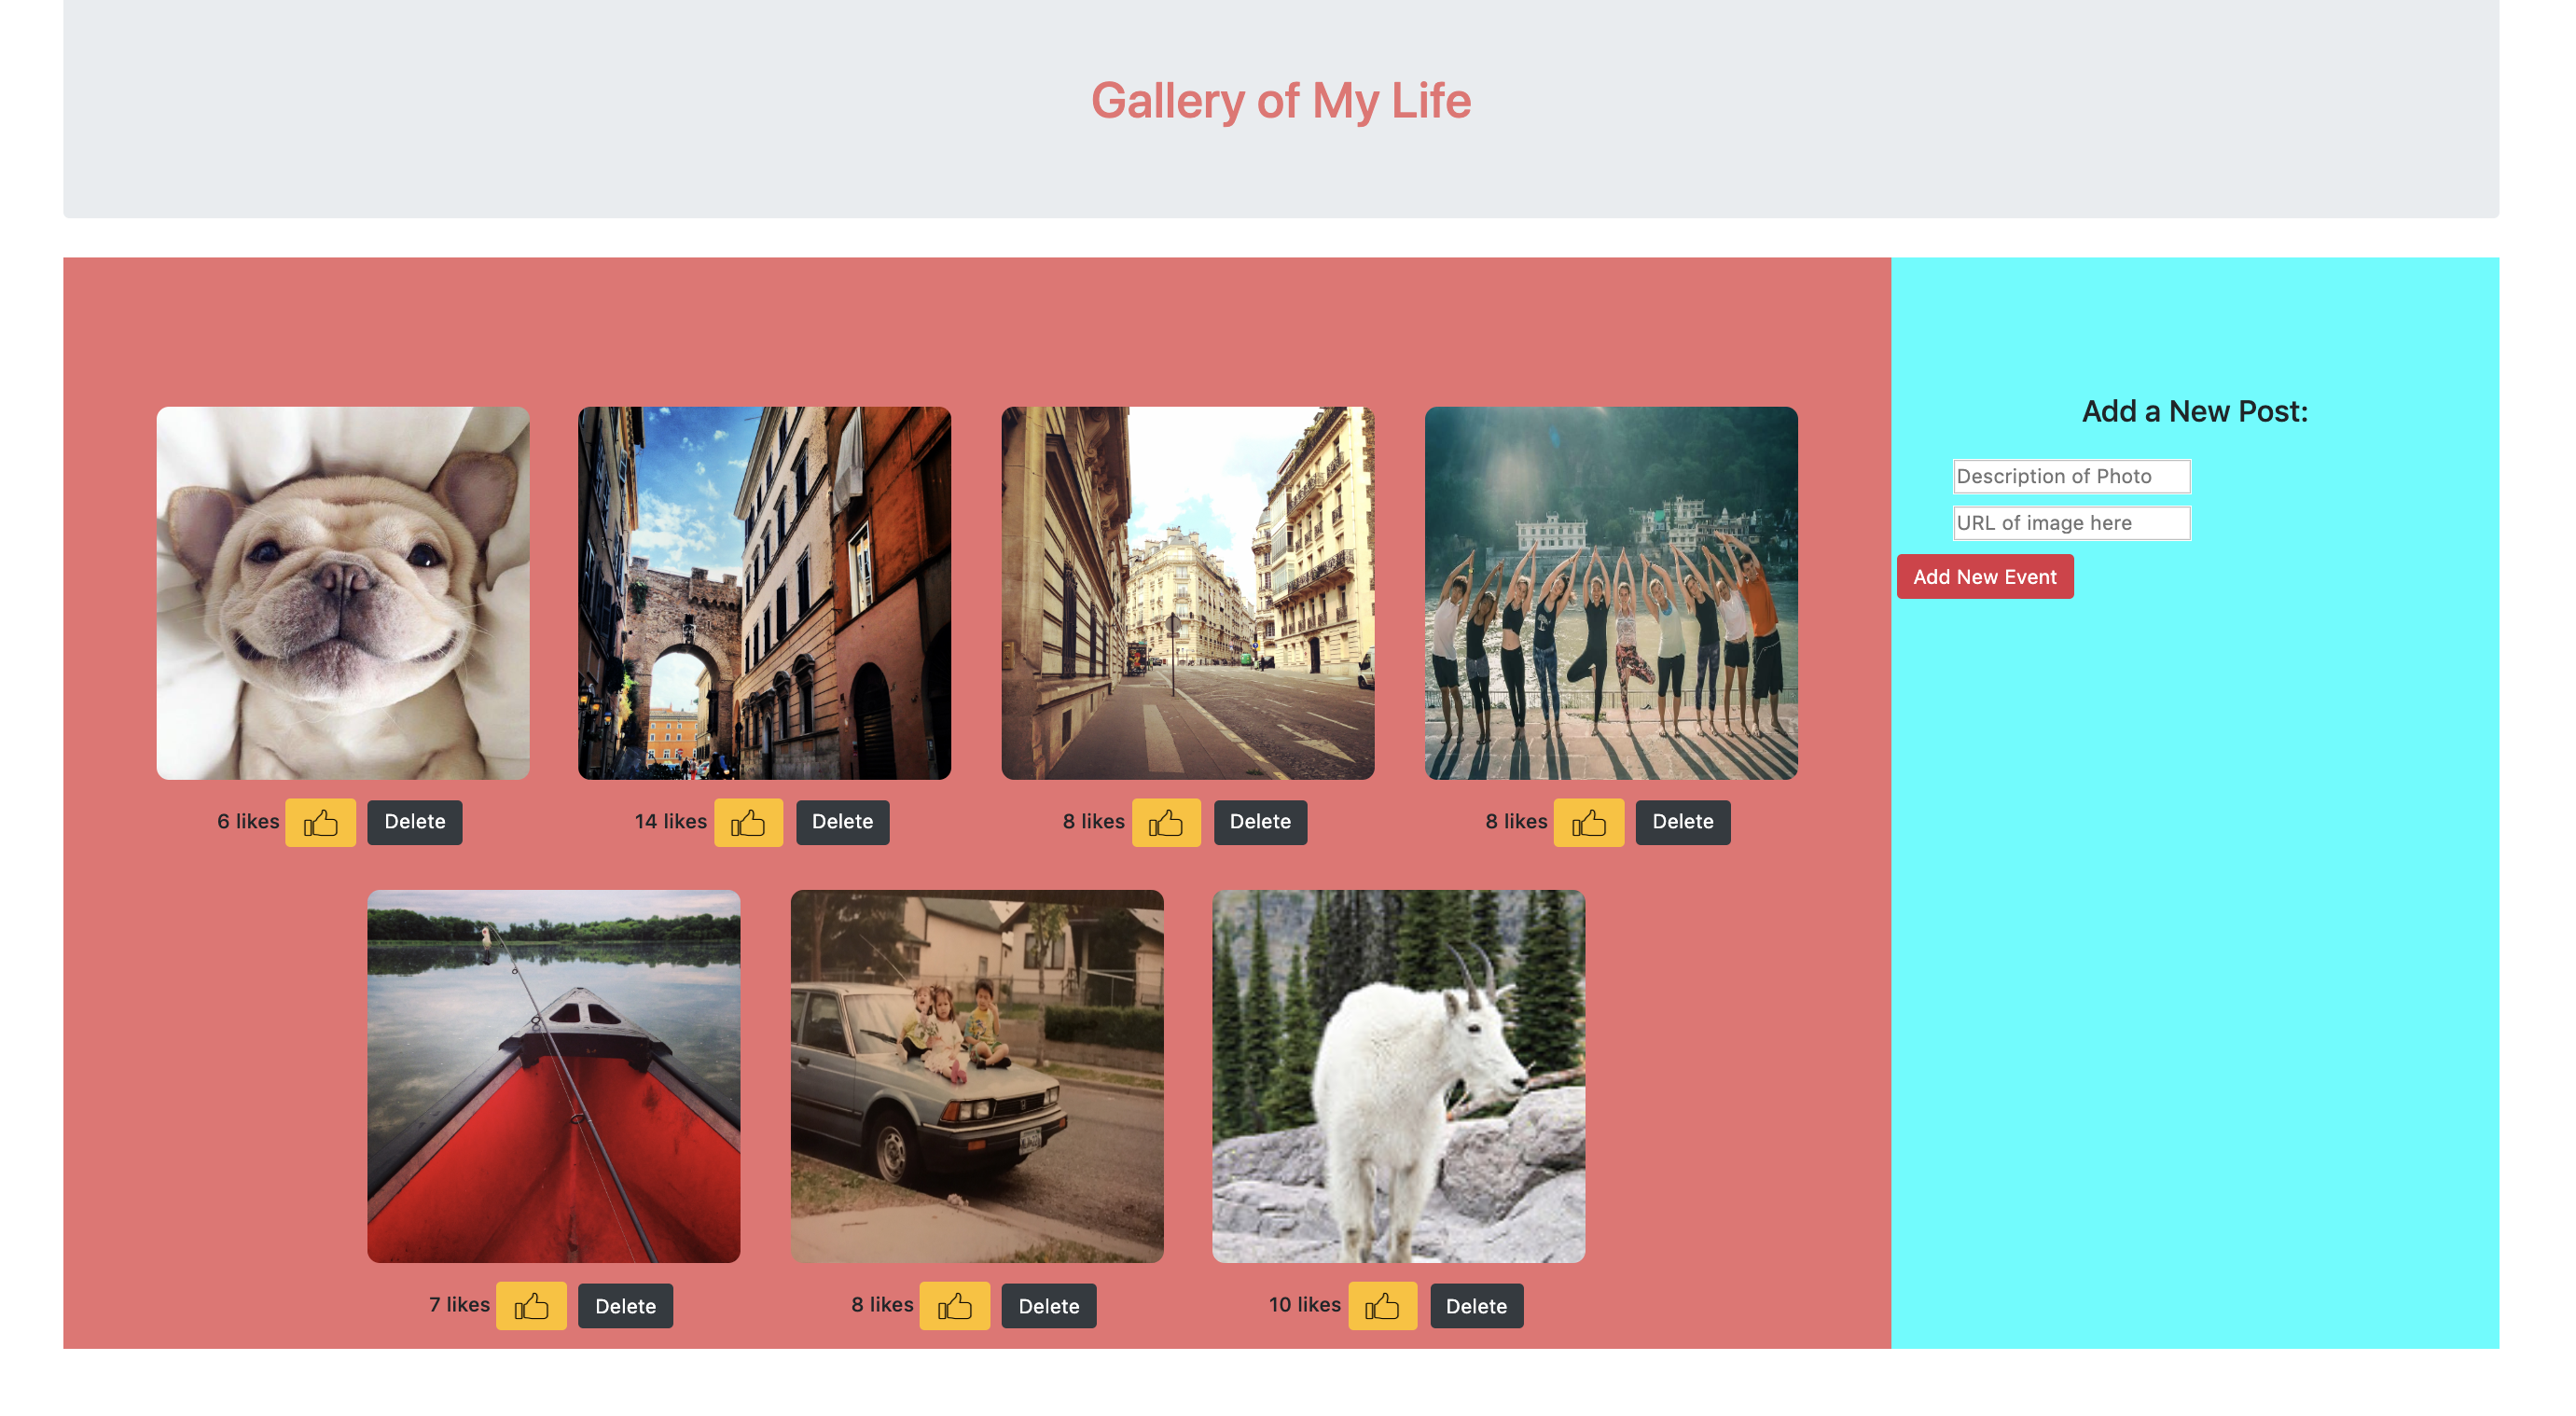 Gallery of My Life
Add a New Post:
Description of Photo
URL of image here
Add New Event
6 likes Delete
14 likes Delete
8 likes Delete
8 likes Delete
7 likes Delete
8 likes Delete
10 likes Delete